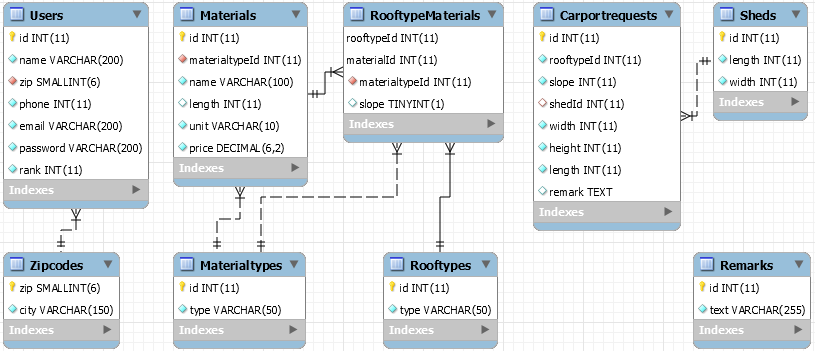 Users
id INT(11)
name VARCHAR(200)
zip SMALLINT(6)
phone INT(11)
email VARCHAR(200)
password VARCHAR(200)
rank INT(11)
Indexes
Materials
id INT(11)
materialtypeId INT(11)
name VARCHAR(100)
length INT(11)
unit VARCHAR(10)
price DECIMAL(6,2)
Indexes
RooftypeMaterials
rooftypeId INT(11)
materialId INT(11)
materialtypeId INT(11)
slope TINYINT(1)
Indexes
Carportrequests
id INT(11)
rooftypeId INT(11)
slope INT(11)
shedId INT(11)
width INT(11)
height INT(11)
length INT(11)
remark TEXT
Indexes
Sheds
id INT(11)
length INT(11)
width INT(11)
Indexes
Zipcodes
zip SMALLINT(6)
city VARCHAR(150)
Indexes
Materialtypes
id INT(11)
type VARCHAR(50)
Indexes
Rooftypes
id INT(11)
type VARCHAR(50)
Indexes
Remarks
id INT(11)
text VARCHAR(255)
Indexes